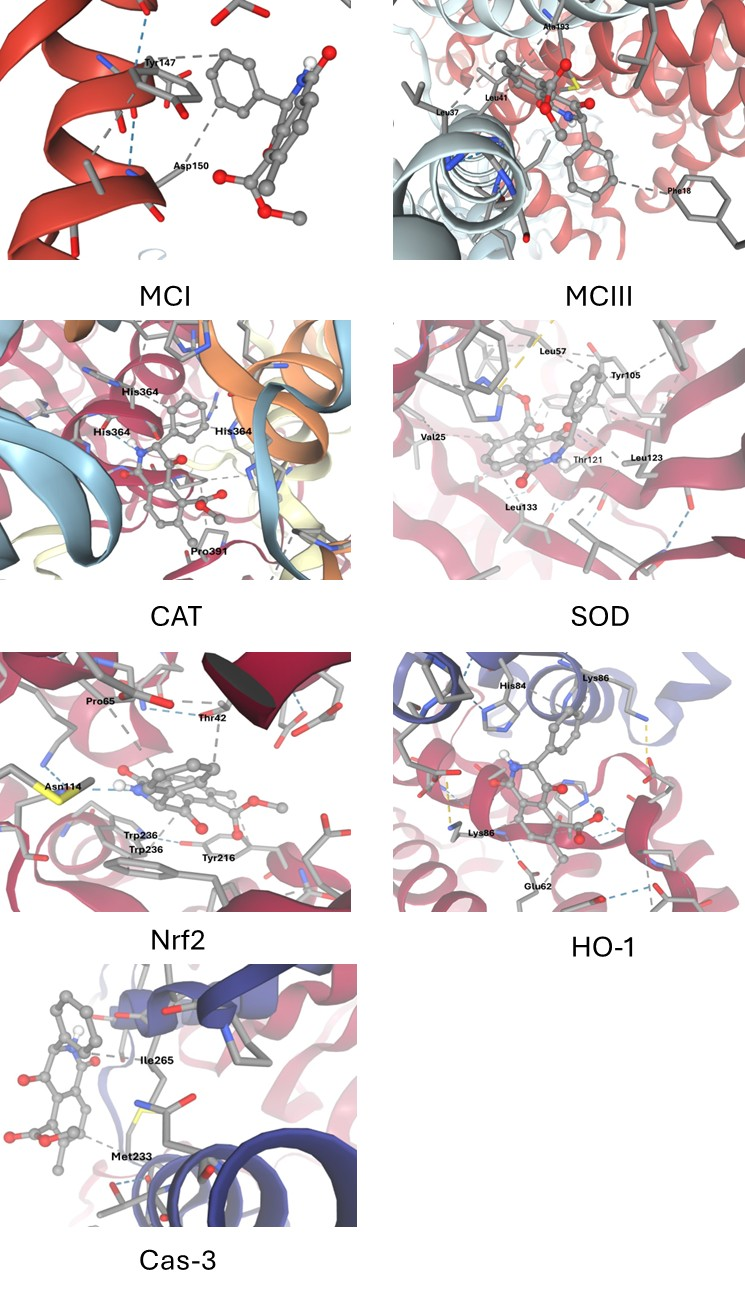 Tyr147
Asp150
MCI
Ala193
Leu41
Leu37
Phe18
MCIII
His364
His364
His364
Pro391
CAT
Leu57
Tyr105
Val25
Thr121
Leu123
Leu133
SOD
Pro65
Thr42
Asn114
Trp236
Trp236
Tyr216
Nrf2
His84
Lys86
Lys86
Glu62
HO-1
Ile265
Met233
Cas-3